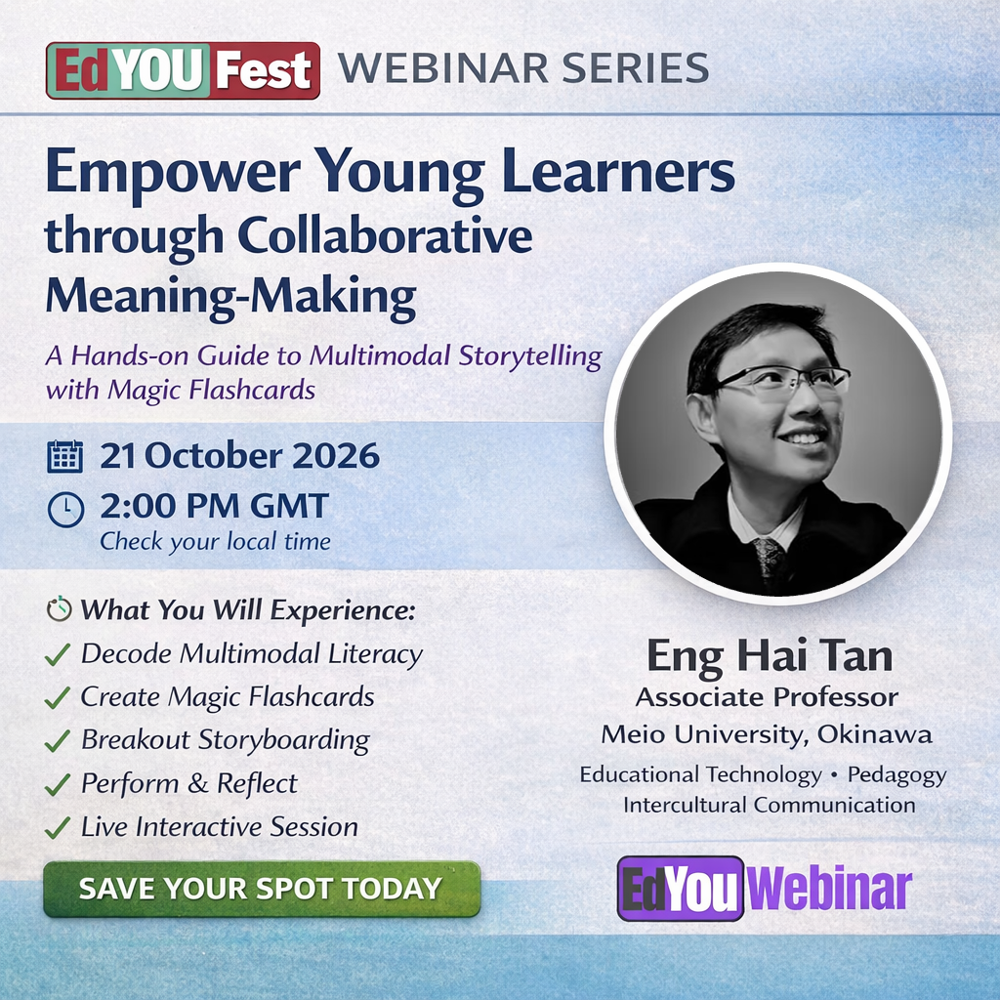 EdYOUFest WEBINAR SERIES
Empower Young Learners
through Collaborative
Meaning-Making
A Hands-on Guide to Multimodal Storytelling
with Magic Flashcards
21 October 2026
2:00 PM GMT
Check your local time
What You Will Experience:
Decode Multimodal Literacy
Create Magic Flashcards
Breakout Storyboarding
Perform & Reflect
Live Interactive Session
SAVE YOUR SPOT TODAY
Eng Hai Tan
Associate Professor
Meio University, Okinawa
Educational Technology • Pedagogy
Intercultural Communication
EdYouWebinar